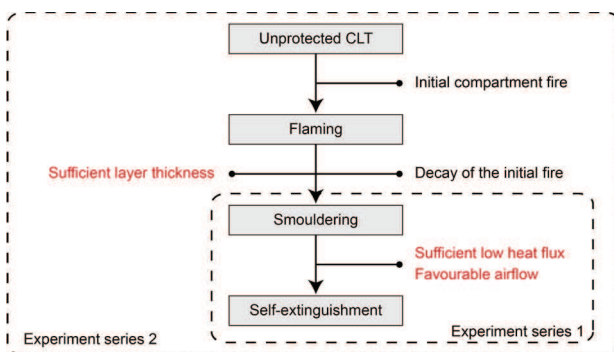 Unprotected CLT
Initial compartment fire
Flaming
Sufficient layer thickness
Decay of the initial fire
Smouldering
Sufficient low heat flux
Favourable airflow
Self-extinguishment
Experiment series 1
Experiment series 2